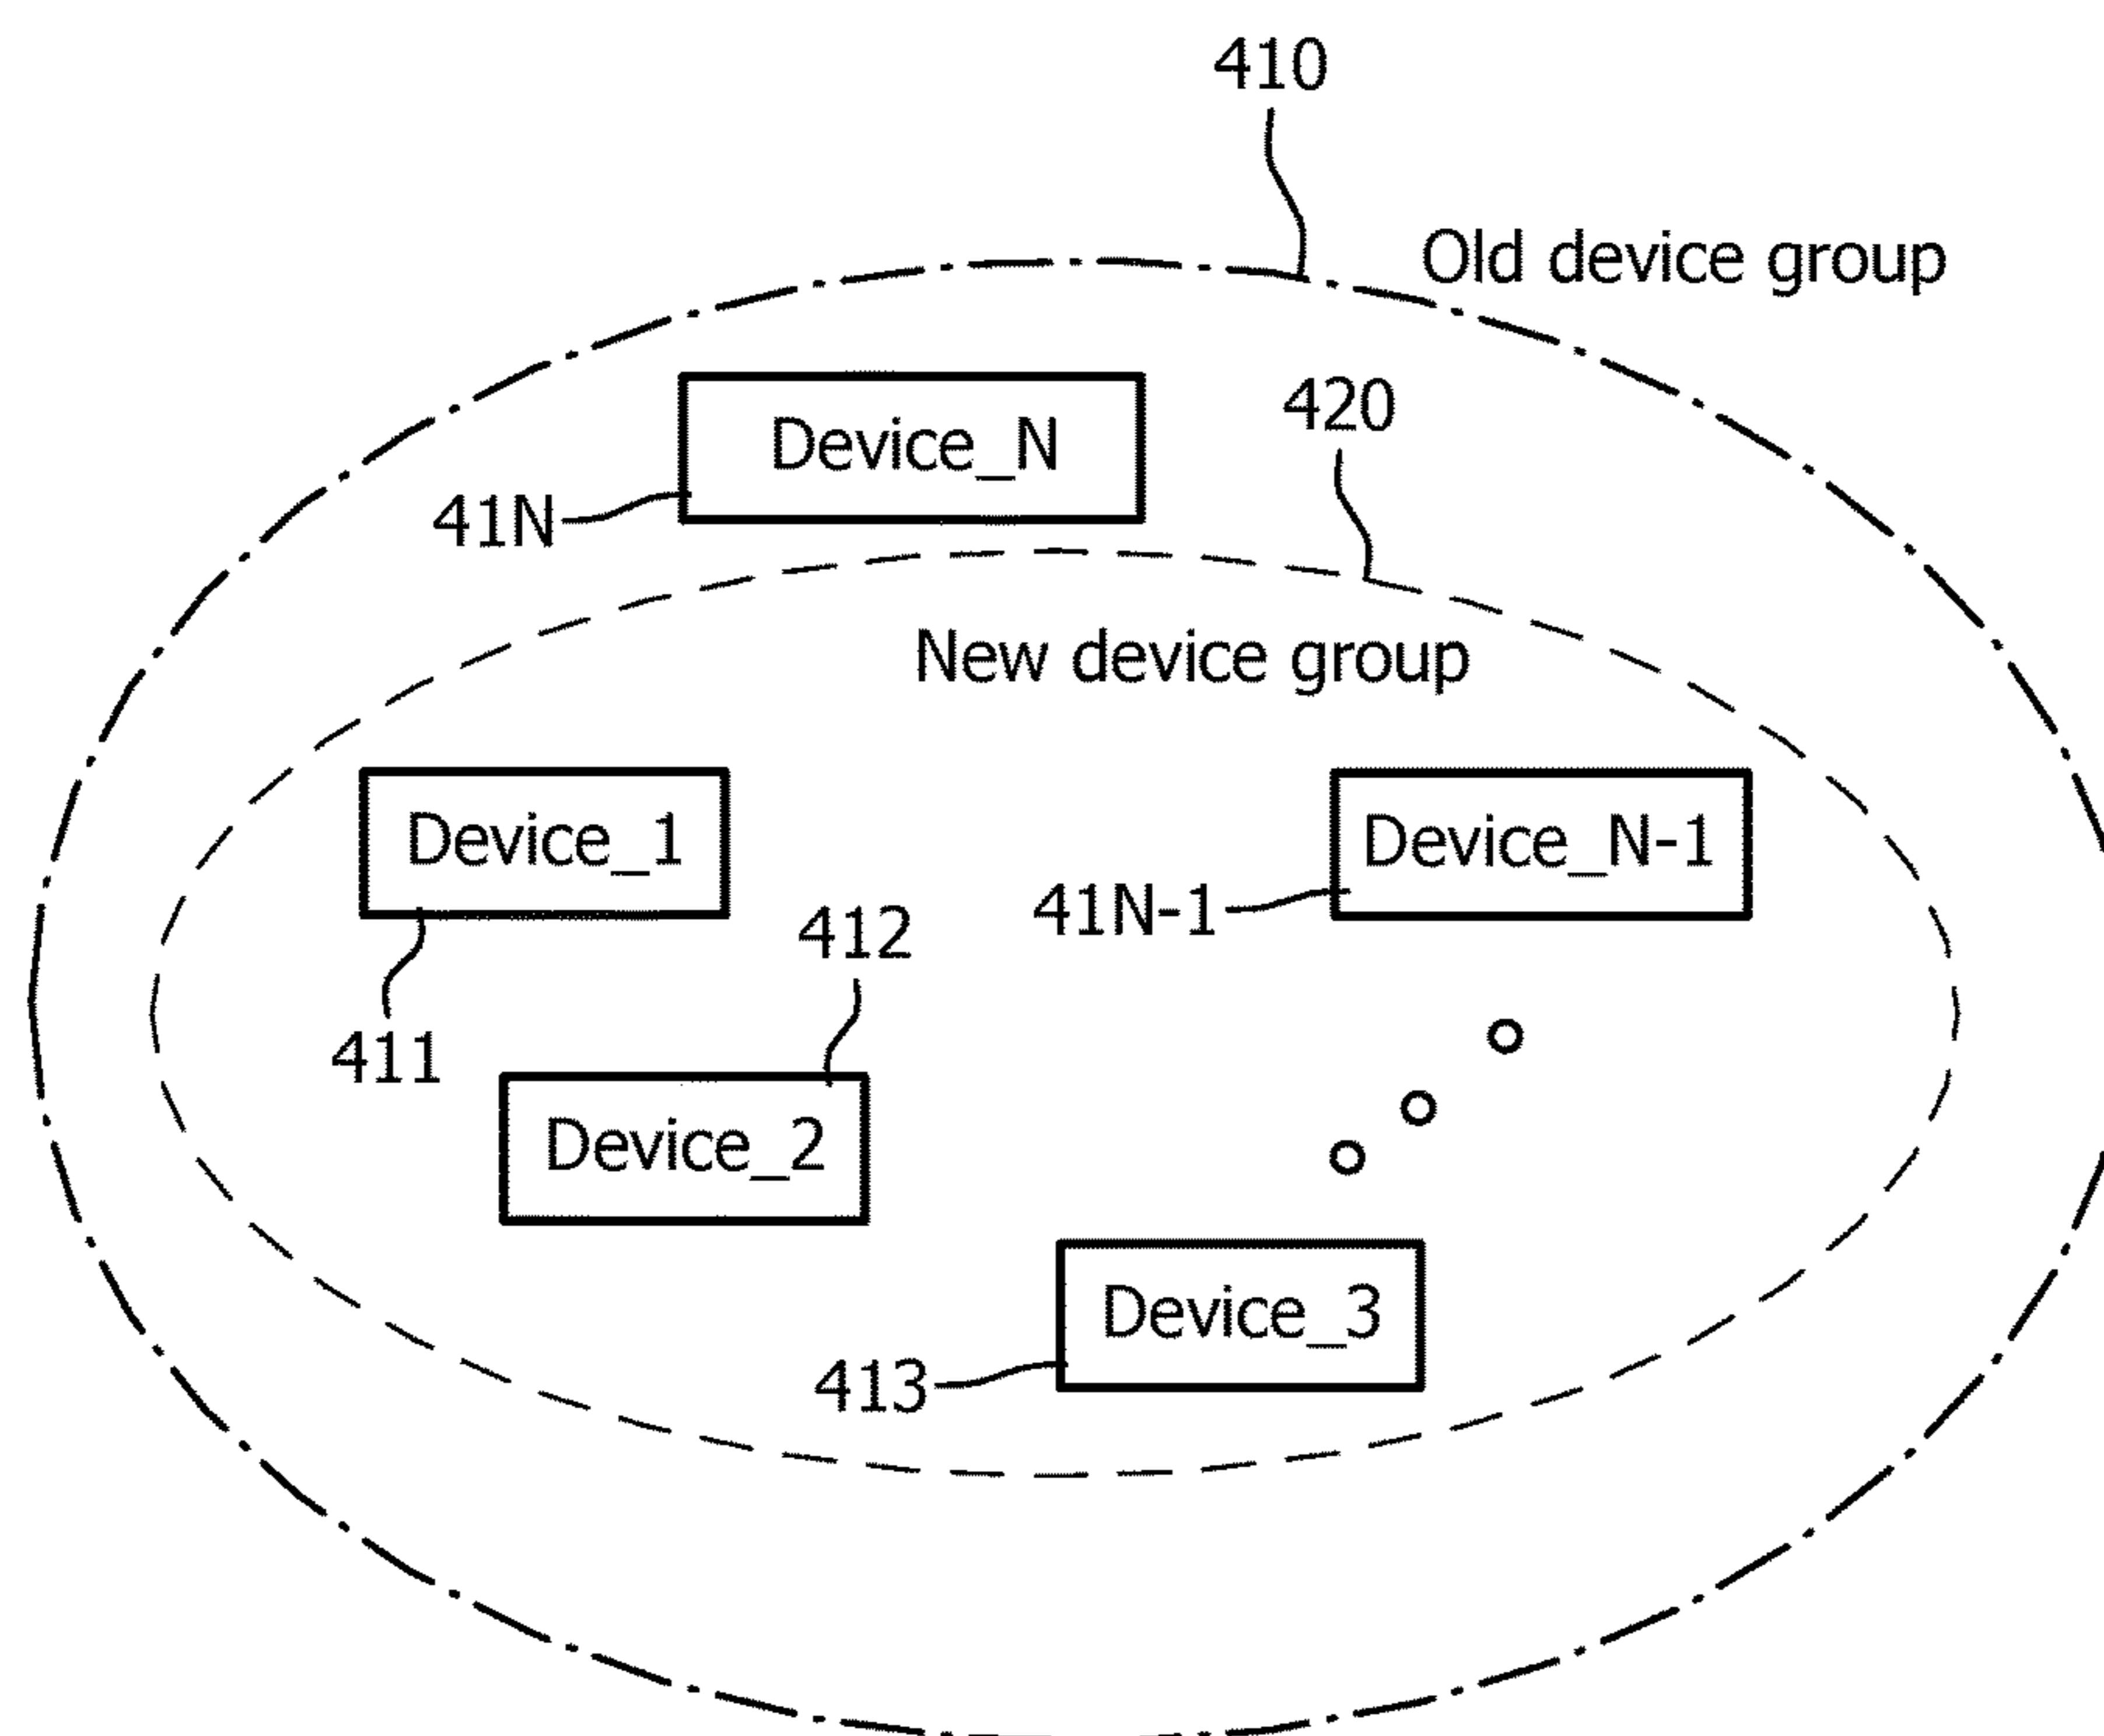 410
Old device group
Device_N
420
41N
New device group
Device_1
Device_N-1
412
41N-1
411
Device_2
Device_3
413